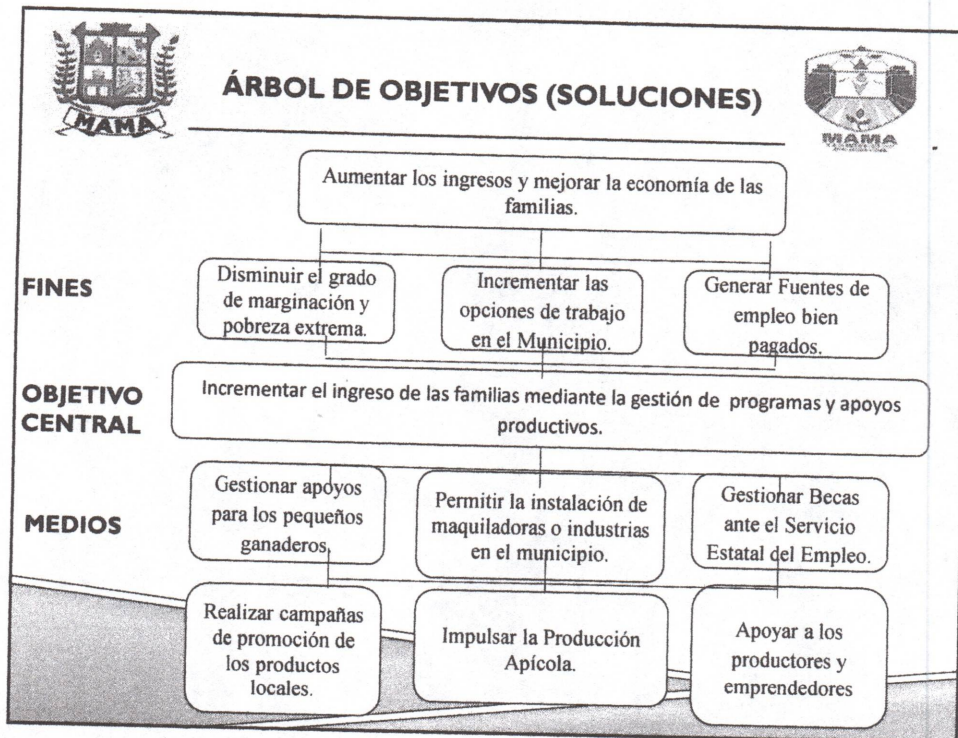 MAMA
ÁRBOL DE OBJETIVOS (SOLUCIONES)
MAMA
Aumentar los ingresos y mejorar la economía de las
familias.
FINES
Disminuir el grado
de marginación y
pobreza extrema.
Incrementar las
opciones de trabajo
en el Municipio.
Generar Fuentes de
empleo bien
pagados.
OBJETIVO
CENTRAL
Incrementar el ingreso de las familias mediante la gestión de programas y apoyos
productivos.
MEDIOS
Gestionar apoyos
para los pequeños
ganaderos,
Permitir la instalación de
maquiladoras o industrias
en el municipio.
Gestionar Becas
ante el Servicio
Estatal del Empleo.
Realizar campañas
de promoción de
los productos
locales.
Impulsar la Producción
Apícola.
Apoyar a los
productores y
emprendedores